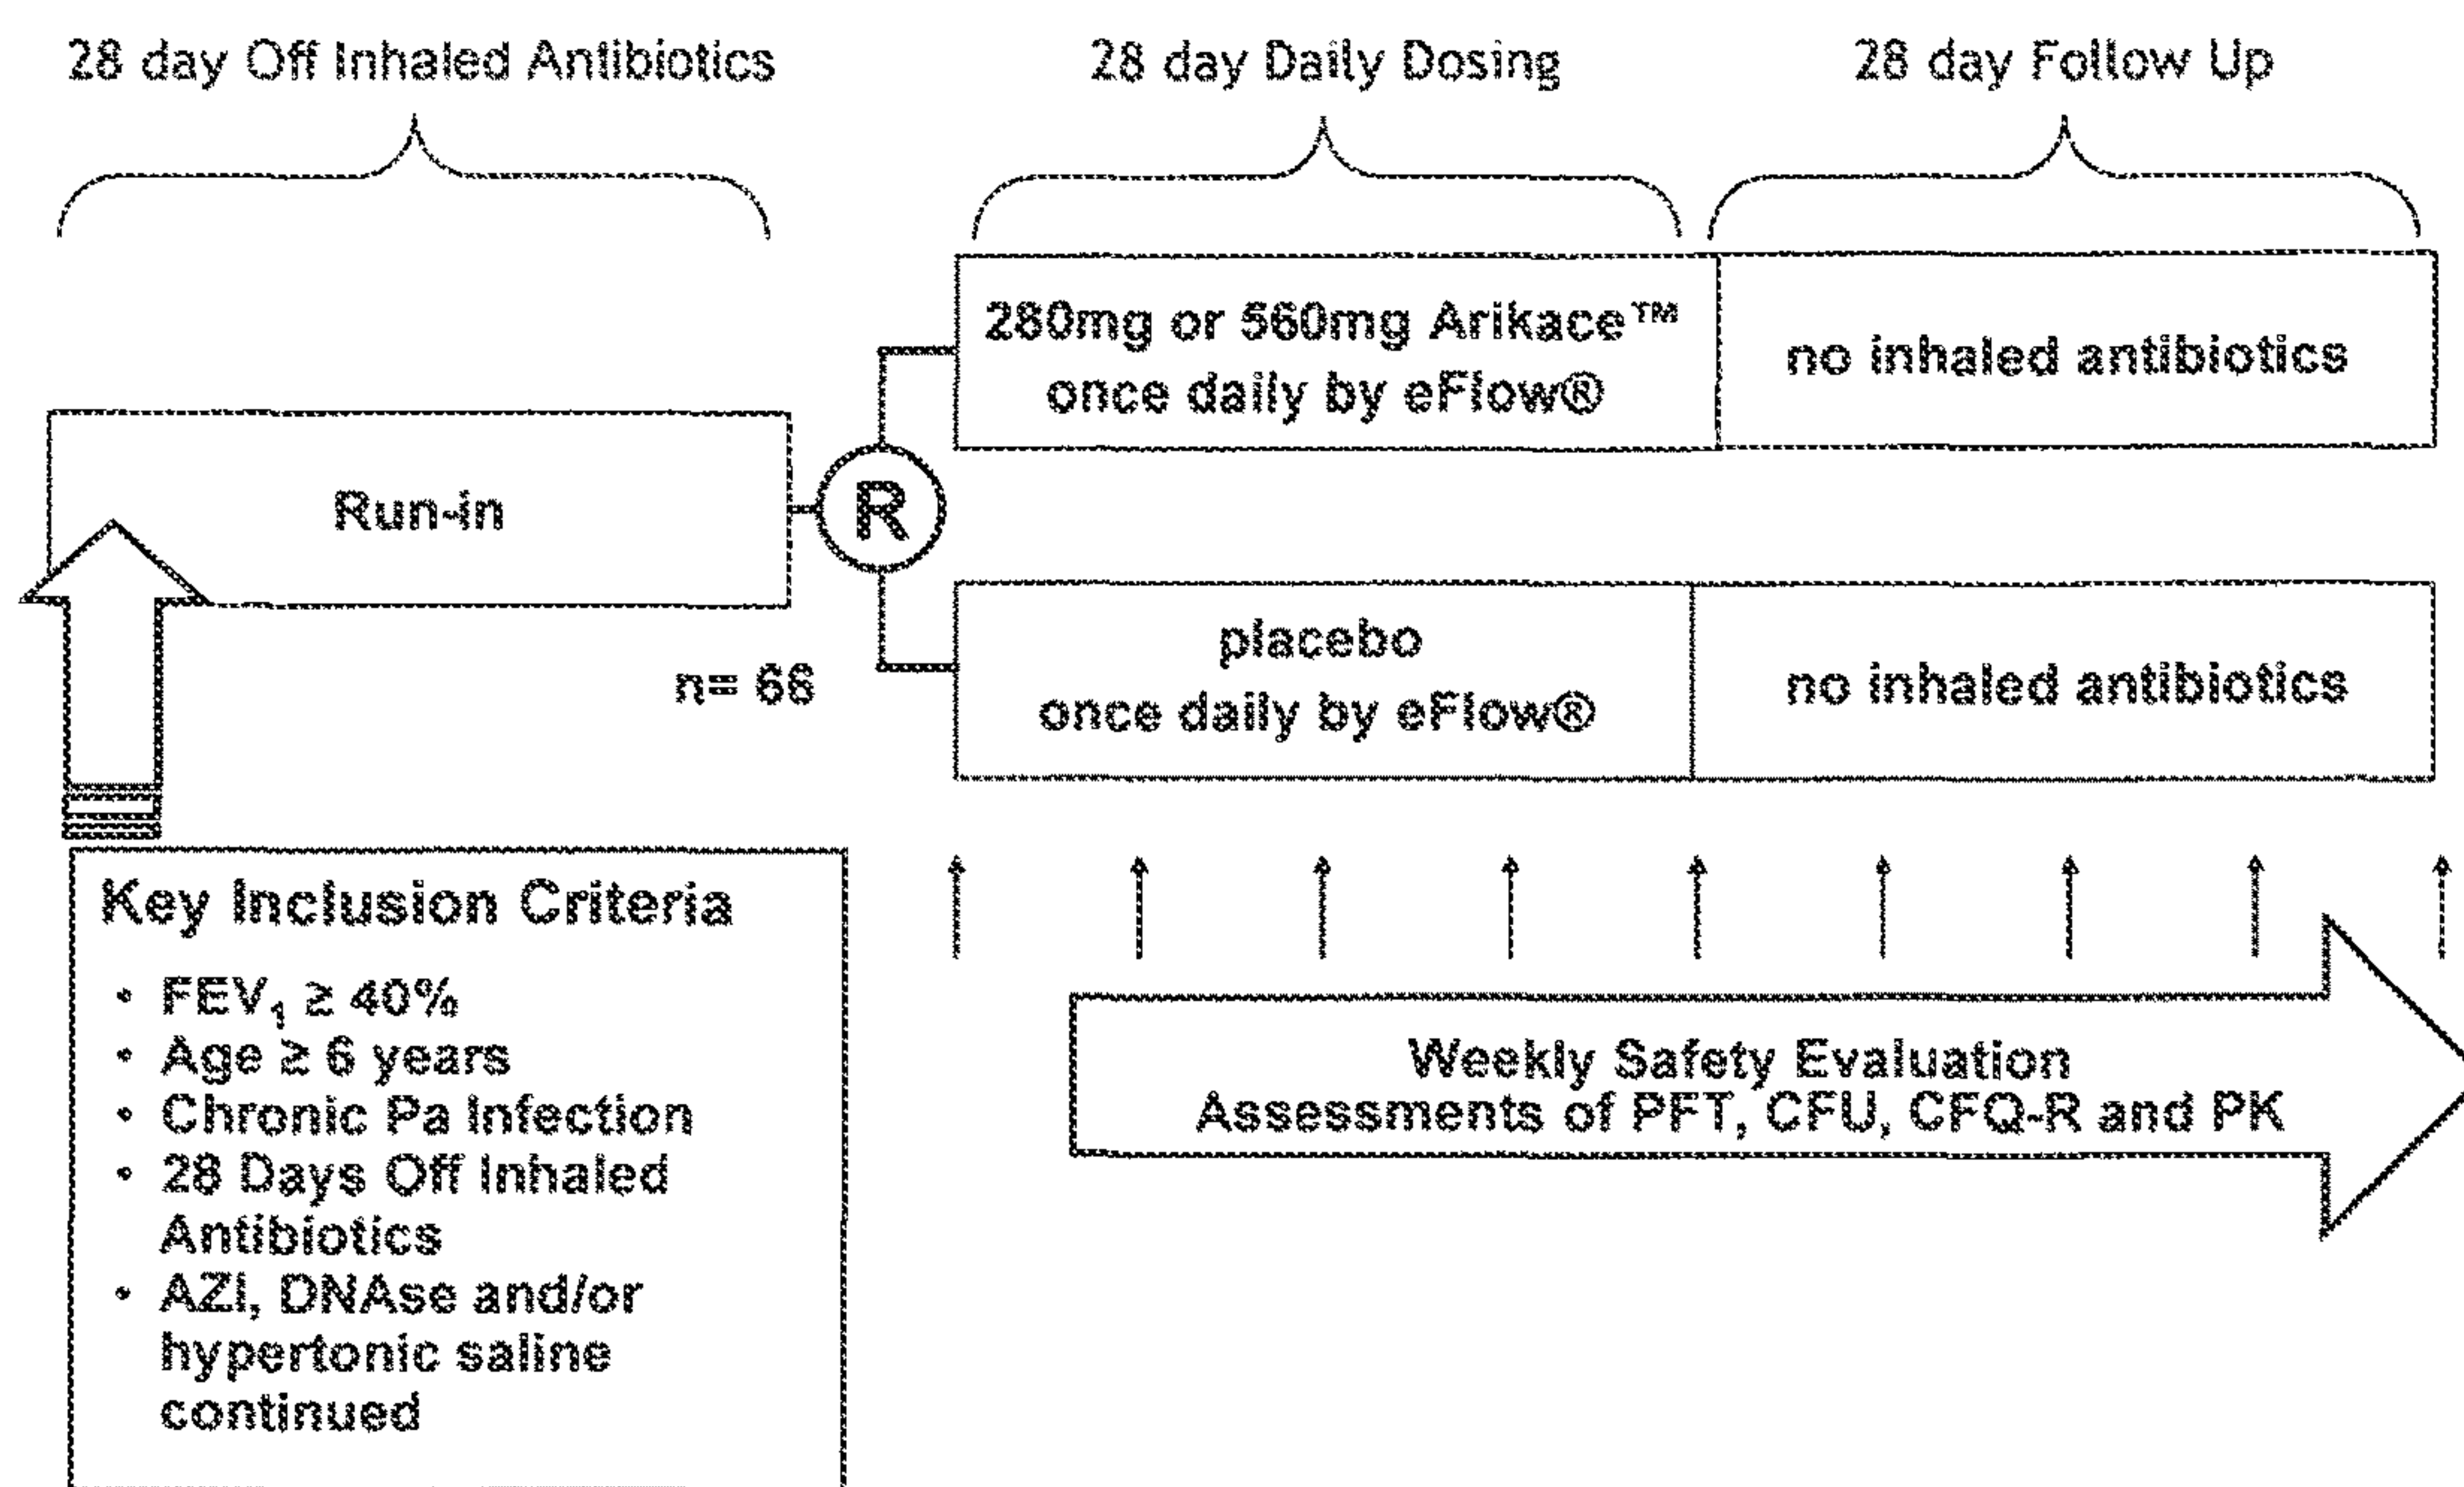 28 day Off Inhaled Antibiotics
28 day Daily Dosing
28 day Follow Up
280mg or 560mg Arikace™
once daily by eFlow®
no inhaled antibiotics
Run-in
R
n= 66
placebo
once daily by eFlow®
no inhaled antibiotics
Key Inclusion Criteria
• FEV₁ ≥ 40%
• Age ≥ 6 years
• Chronic Pa Infection
• 28 Days Off Inhaled
Antibiotics
• AZI, DNAse and/or
hypertonic saline
continued
Weekly Safety Evaluation
Assessments of PFT, CFU, CFQ-R and PK